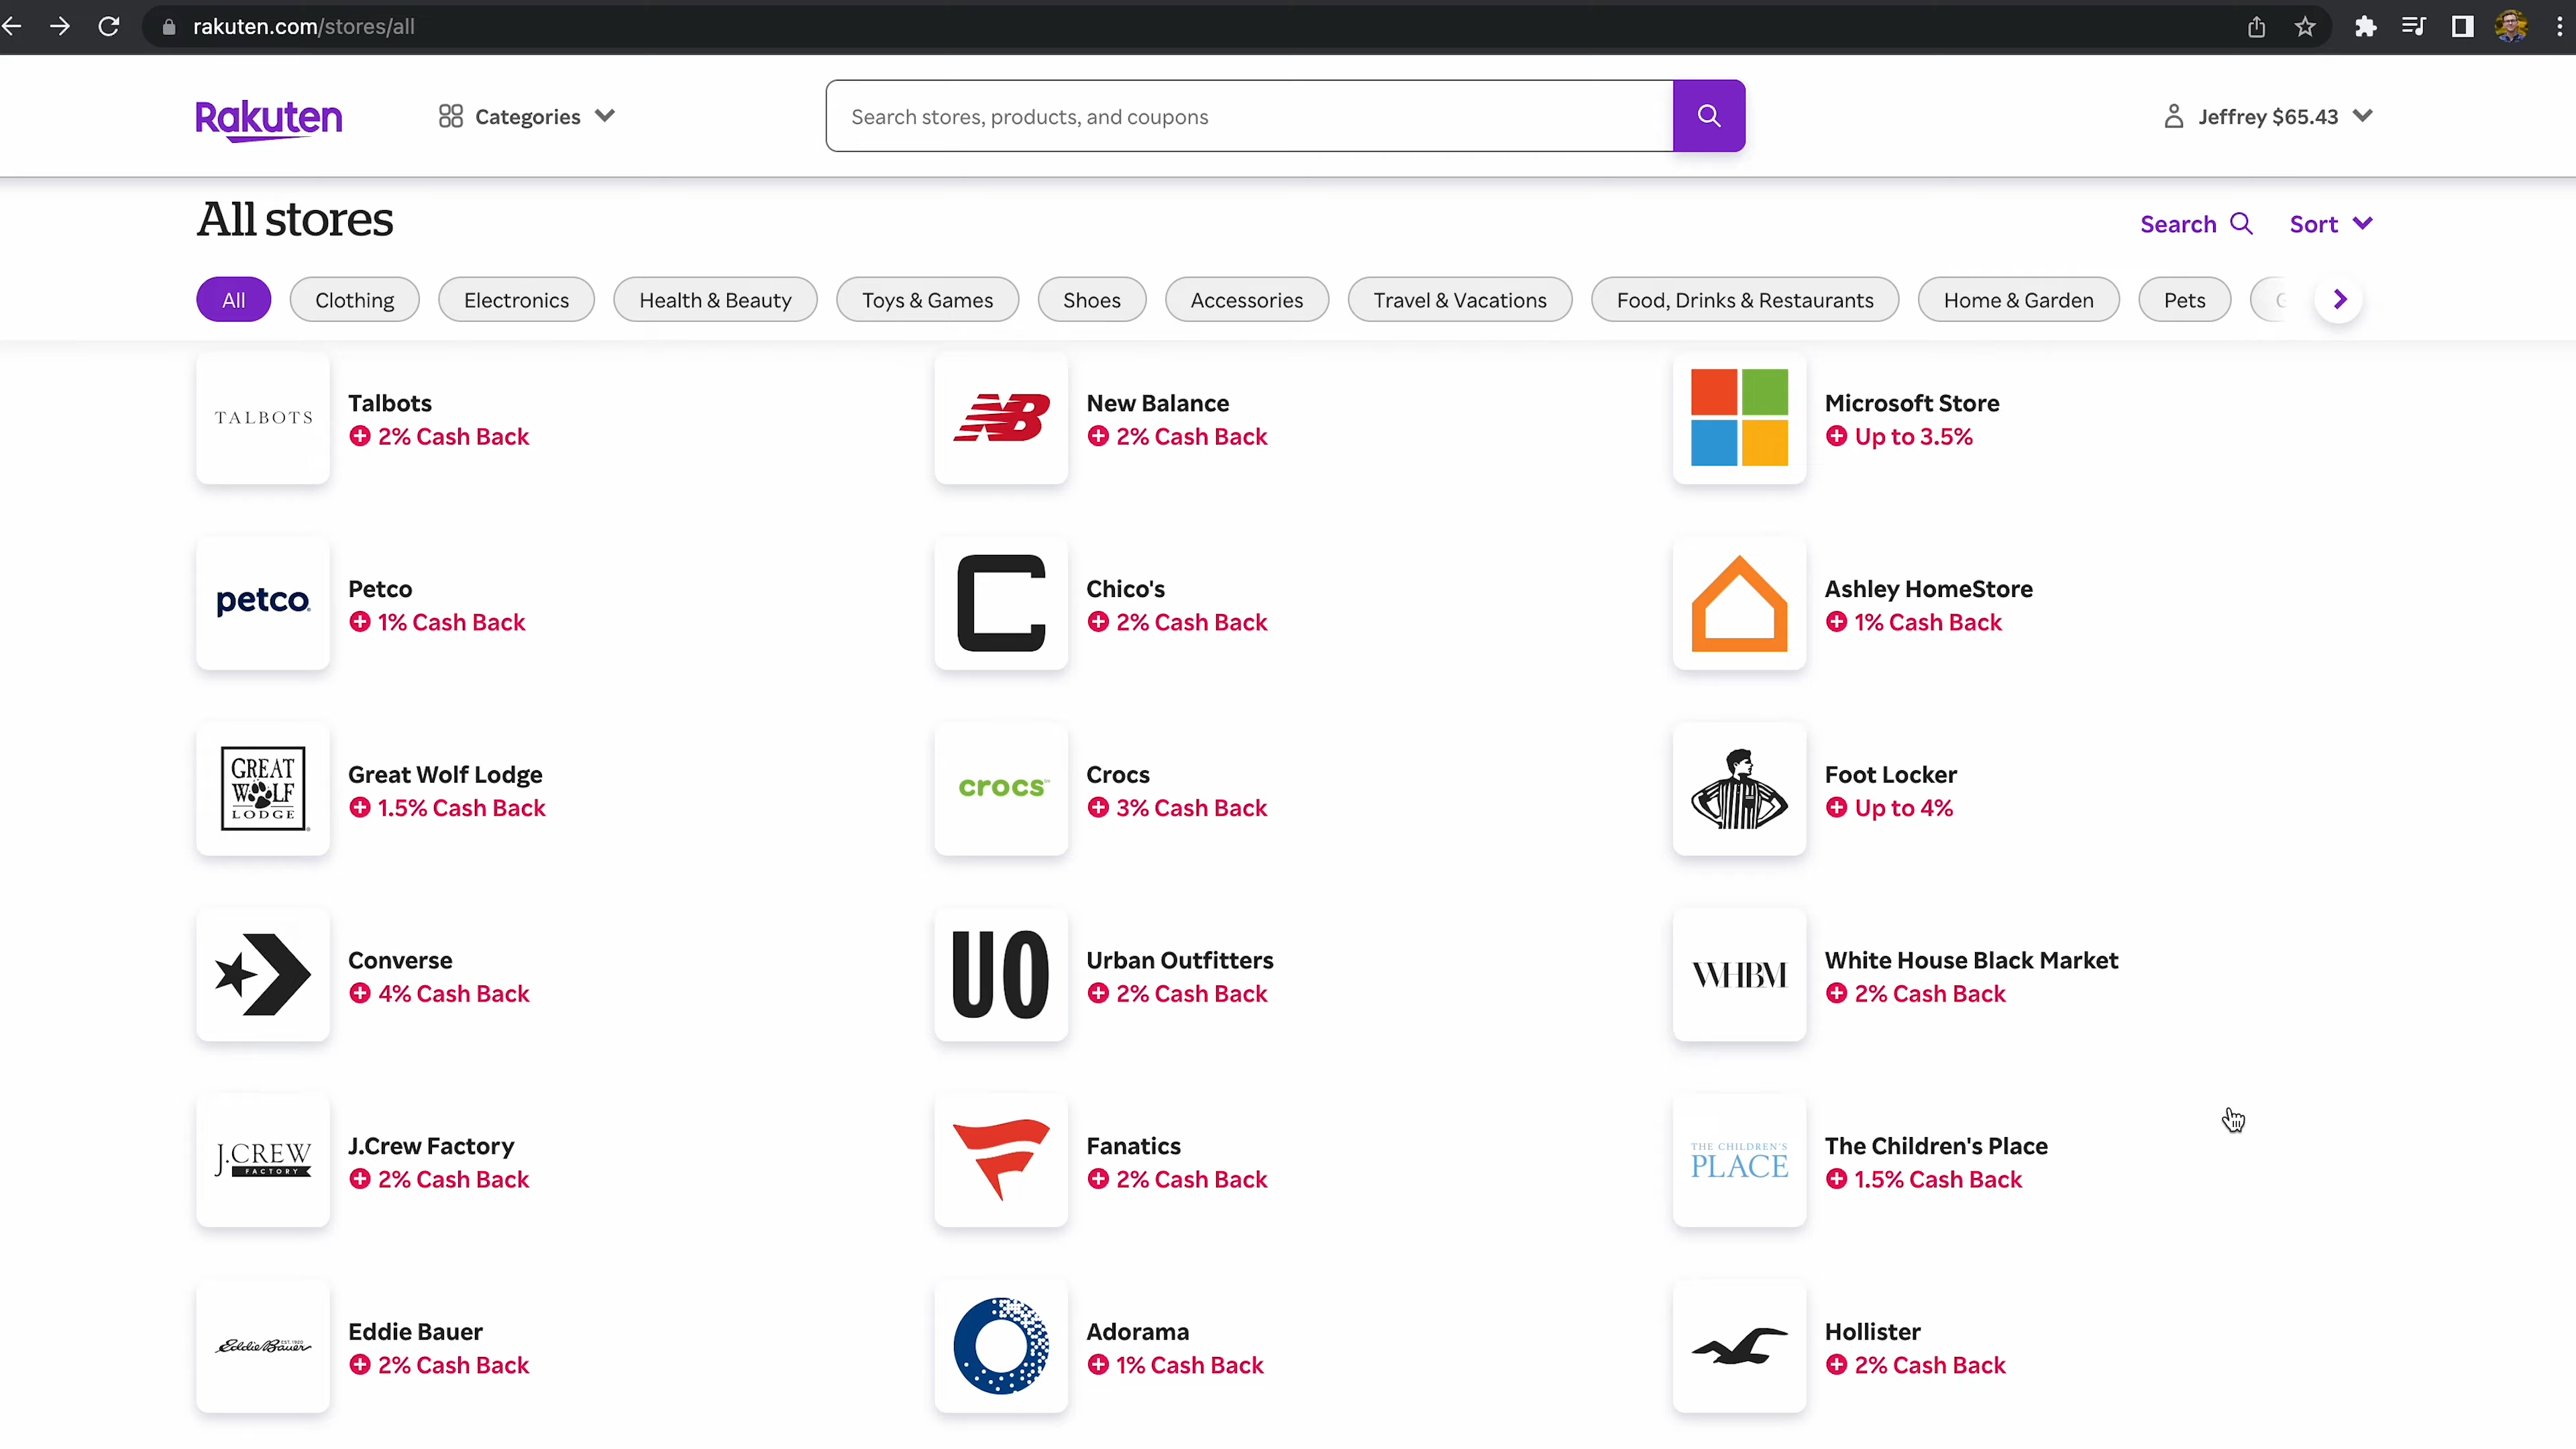 rakuten.com/stores/all
Rakuten
Categories
Search stores, products, and coupons
Jeffrey $65.43
All stores
Search
Sort
All
Clothing
Electronics
Health & Beauty
Toys & Games
Shoes
Accessories
Travel & Vacations
Food, Drinks & Restaurants
Home & Garden
Pets
TALBOTS
Talbots
2% Cash Back
NB
New Balance
2% Cash Back
Microsoft Store
Up to 3.5%
petco
Petco
1% Cash Back
C
Chico's
2% Cash Back
Ashley HomeStore
1% Cash Back
GREAT
WOLF
LODGE
Great Wolf Lodge
1.5% Cash Back
crocs
Crocs
3% Cash Back
Foot Locker
Up to 4%
Converse
4% Cash Back
UO
Urban Outfitters
2% Cash Back
WHBM
White House Black Market
2% Cash Back
J.CREW
FACTORY
J.Crew Factory
2% Cash Back
Fanatics
2% Cash Back
THE CHILDREN'S
PLACE
The Children's Place
1.5% Cash Back
EST. 1920
Eddie Bauer
Eddie Bauer
2% Cash Back
Adorama
1% Cash Back
Hollister
2% Cash Back